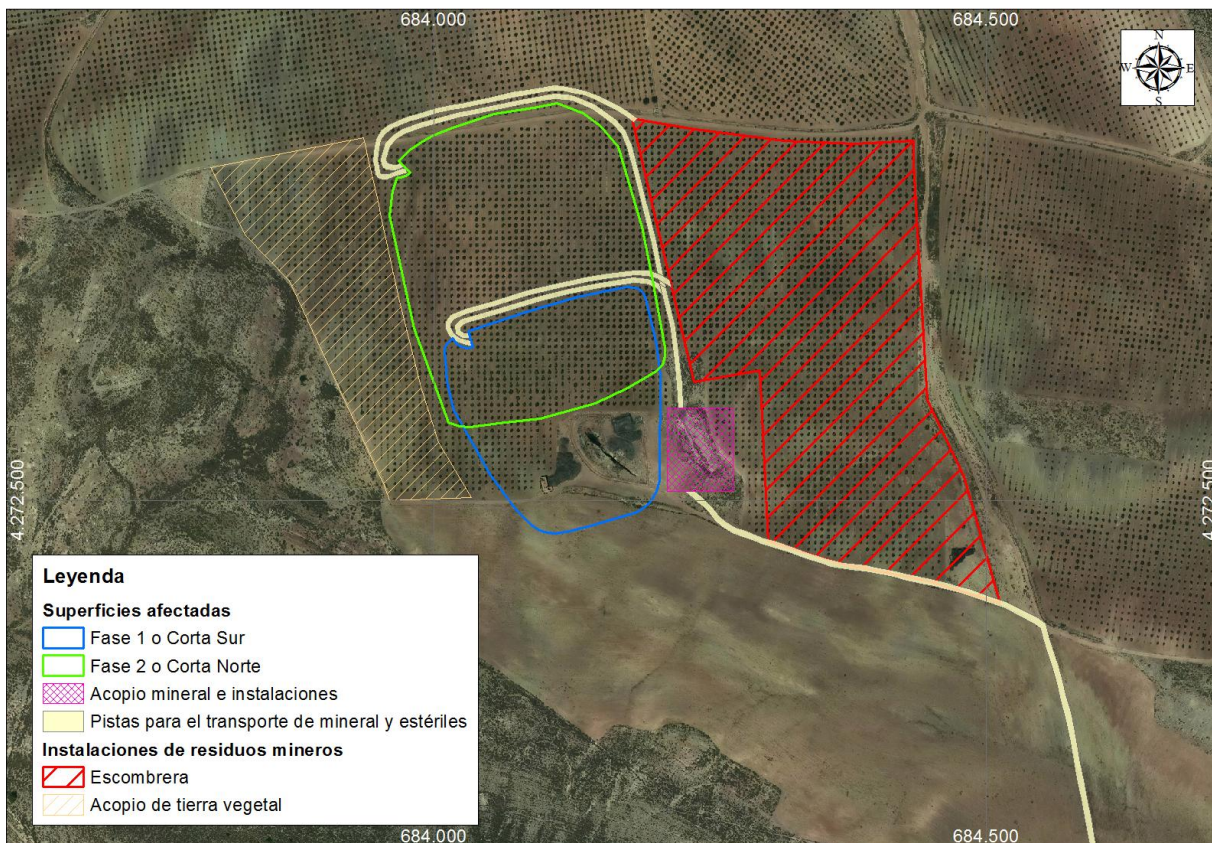 684.000
684.500
N
W E
S
4.272.500
4.272.500
Leyenda
Superficies afectadas
Fase 1 o Corta Sur
Fase 2 o Corta Norte
Acopio mineral e instalaciones
Pistas para el transporte de mineral y estériles
Instalaciones de residuos mineros
Escombrera
Acopio de tierra vegetal
684.000
684.500